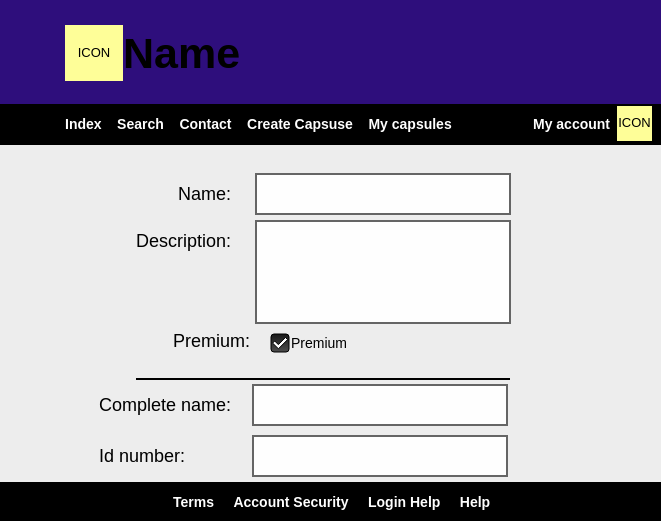 ICON Name
Index Search Contact Create Capsuse My capsules My account ICON
Name:
Description:
Premium: Premium
Complete name:
Id number:
Terms Account Security Login Help Help